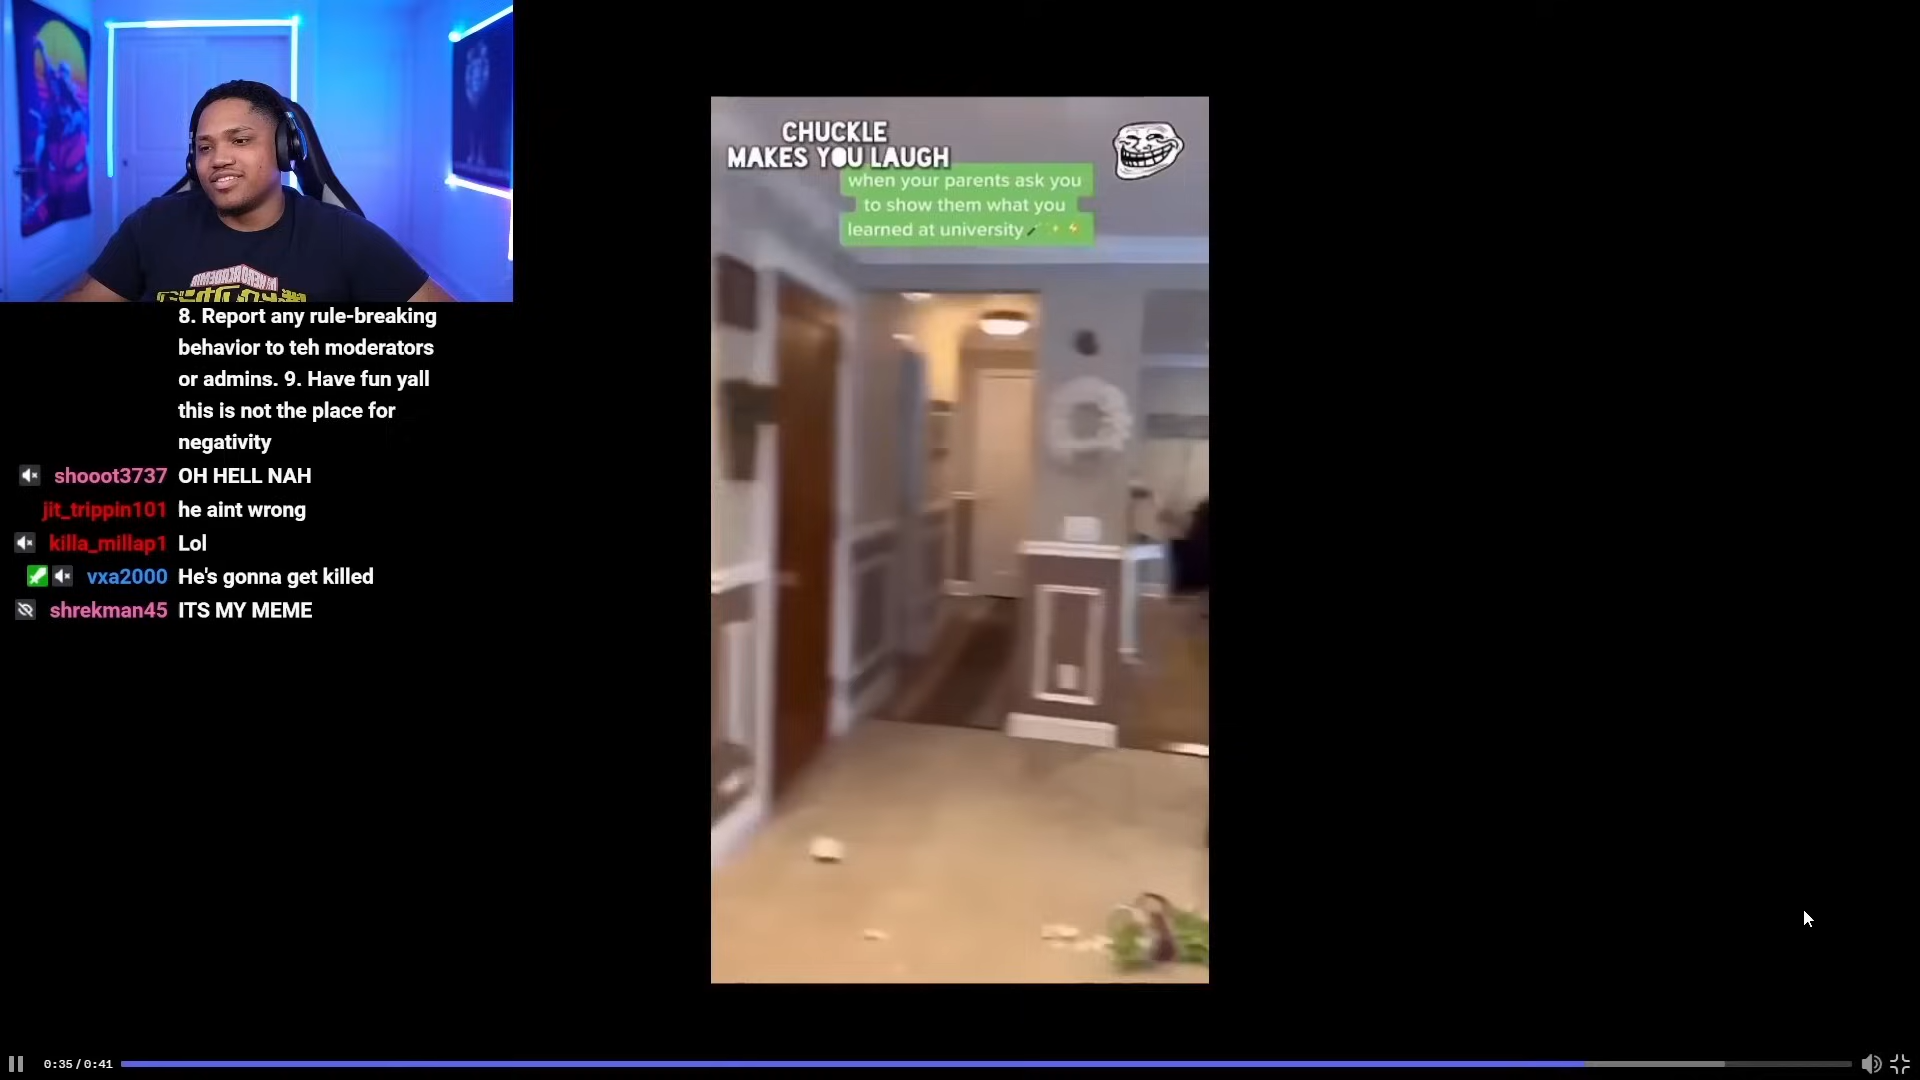 CHUCKLE
MAKES YOU LAUGH
when your parents ask you
to show them what you
learned at university
8. Report any rule-breaking
behavior to teh moderators
or admins. 9. Have fun yall
this is not the place for
negativity
shooot3737 OH HELL NAH
jit_trippin101 he aint wrong
killa_millap1 Lol
vxa2000 He's gonna get killed
shrekman45 ITS MY MEME
0:35 / 0:41